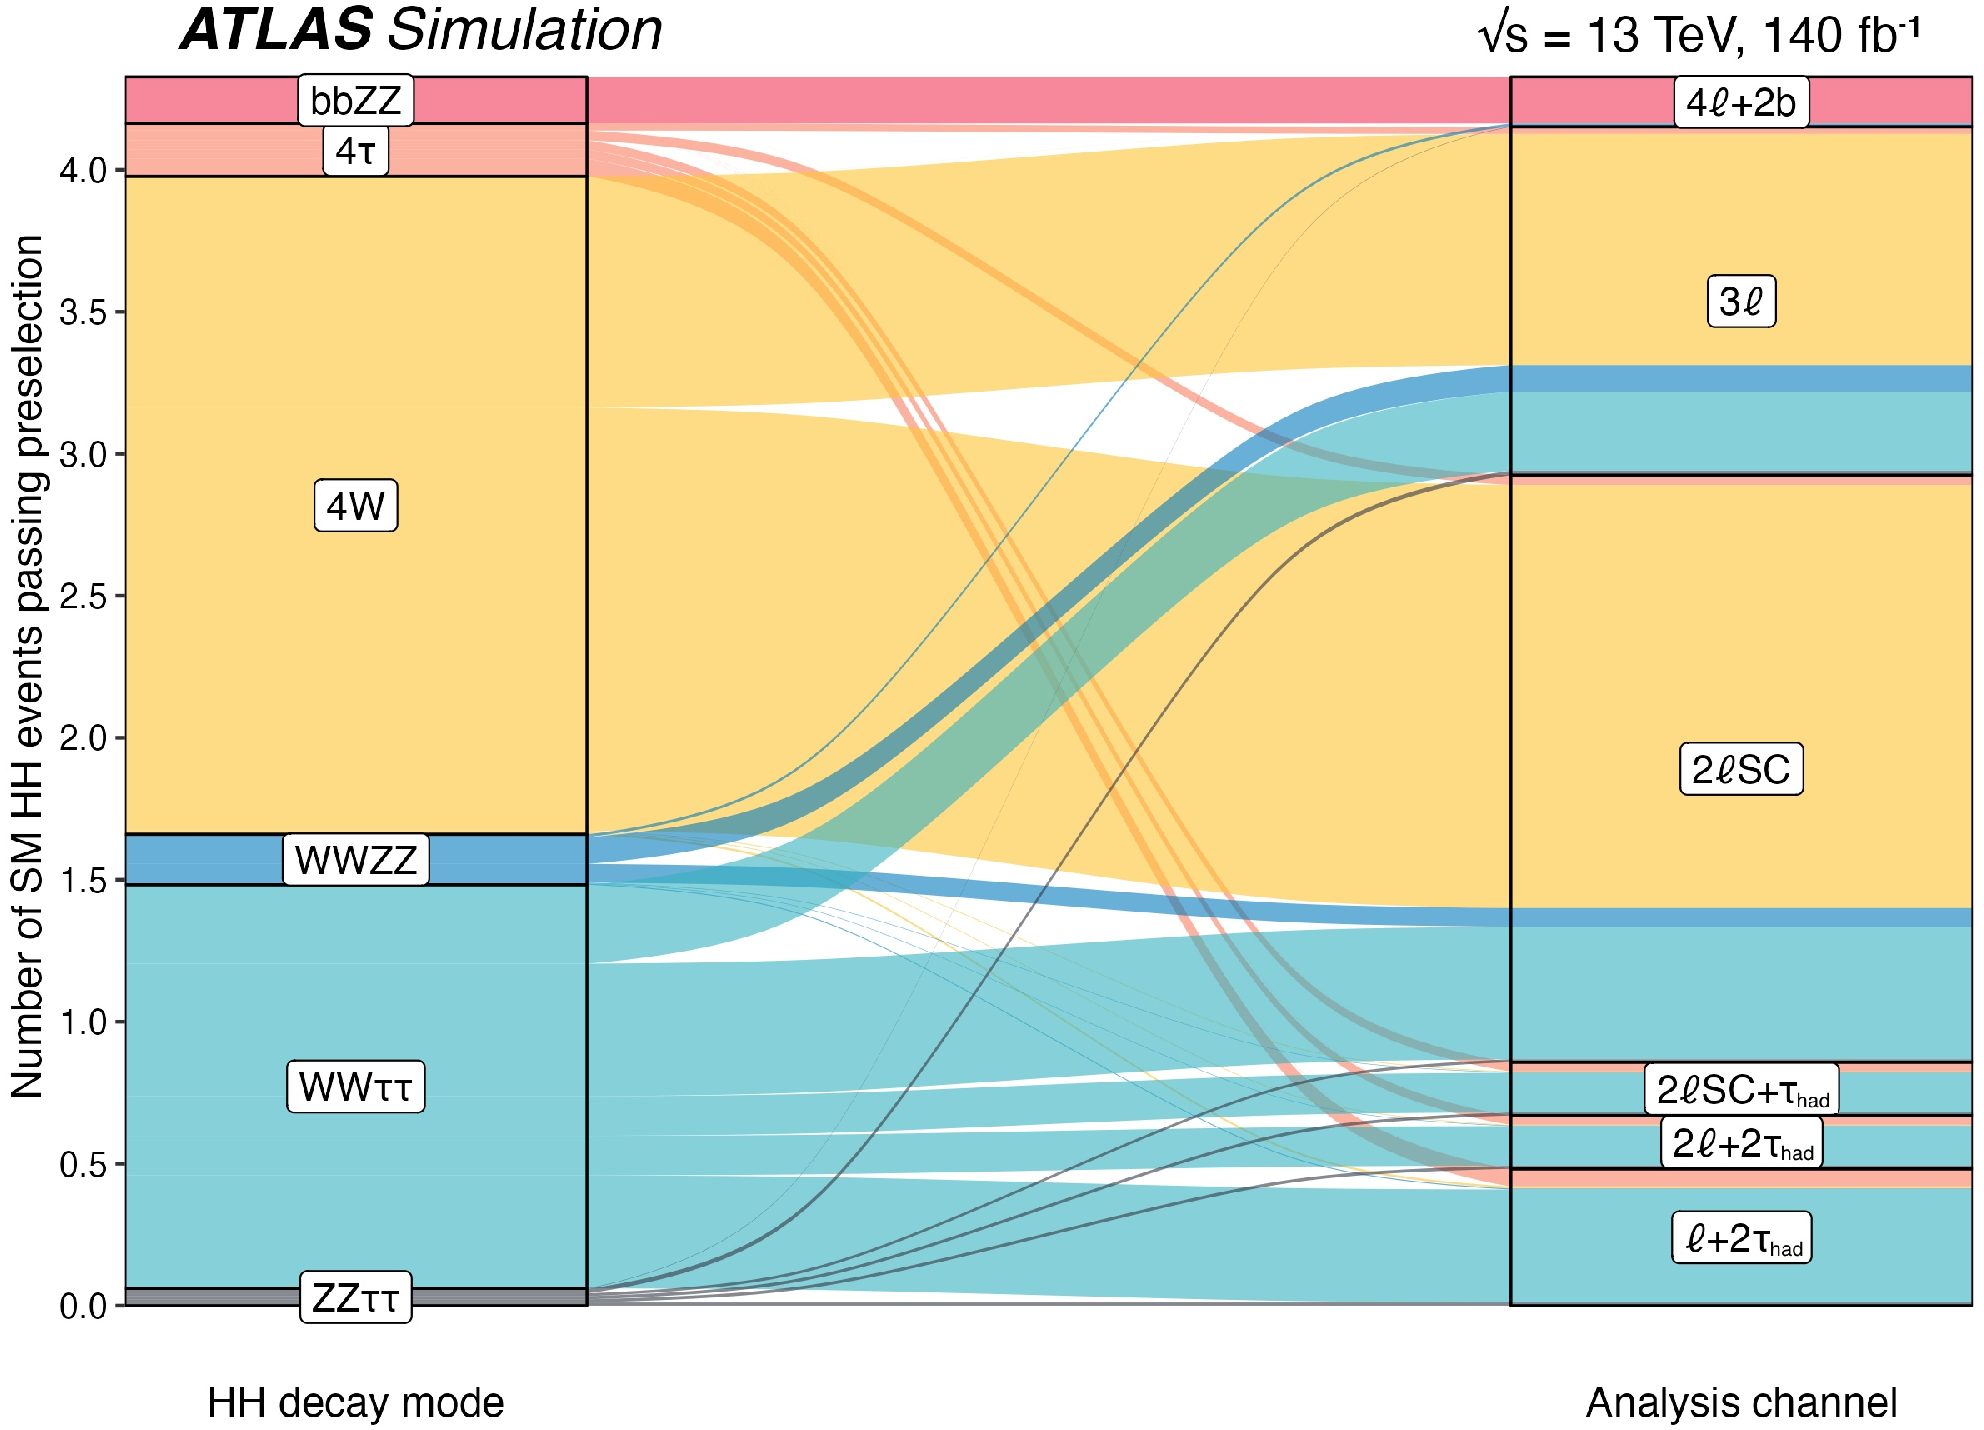 ATLAS Simulation
√s = 13 TeV, 140 fb⁻¹
Number of SM HH events passing preselection
4.0
3.5
3.0
2.5
2.0
1.5
1.0
0.5
0.0
bbZZ
4τ
4W
WWZZ
WWττ
ZZττ
4ℓ+2b
3ℓ
2ℓSC
2ℓSC+τhad
2ℓ+2τhad
ℓ+2τhad
HH decay mode
Analysis channel